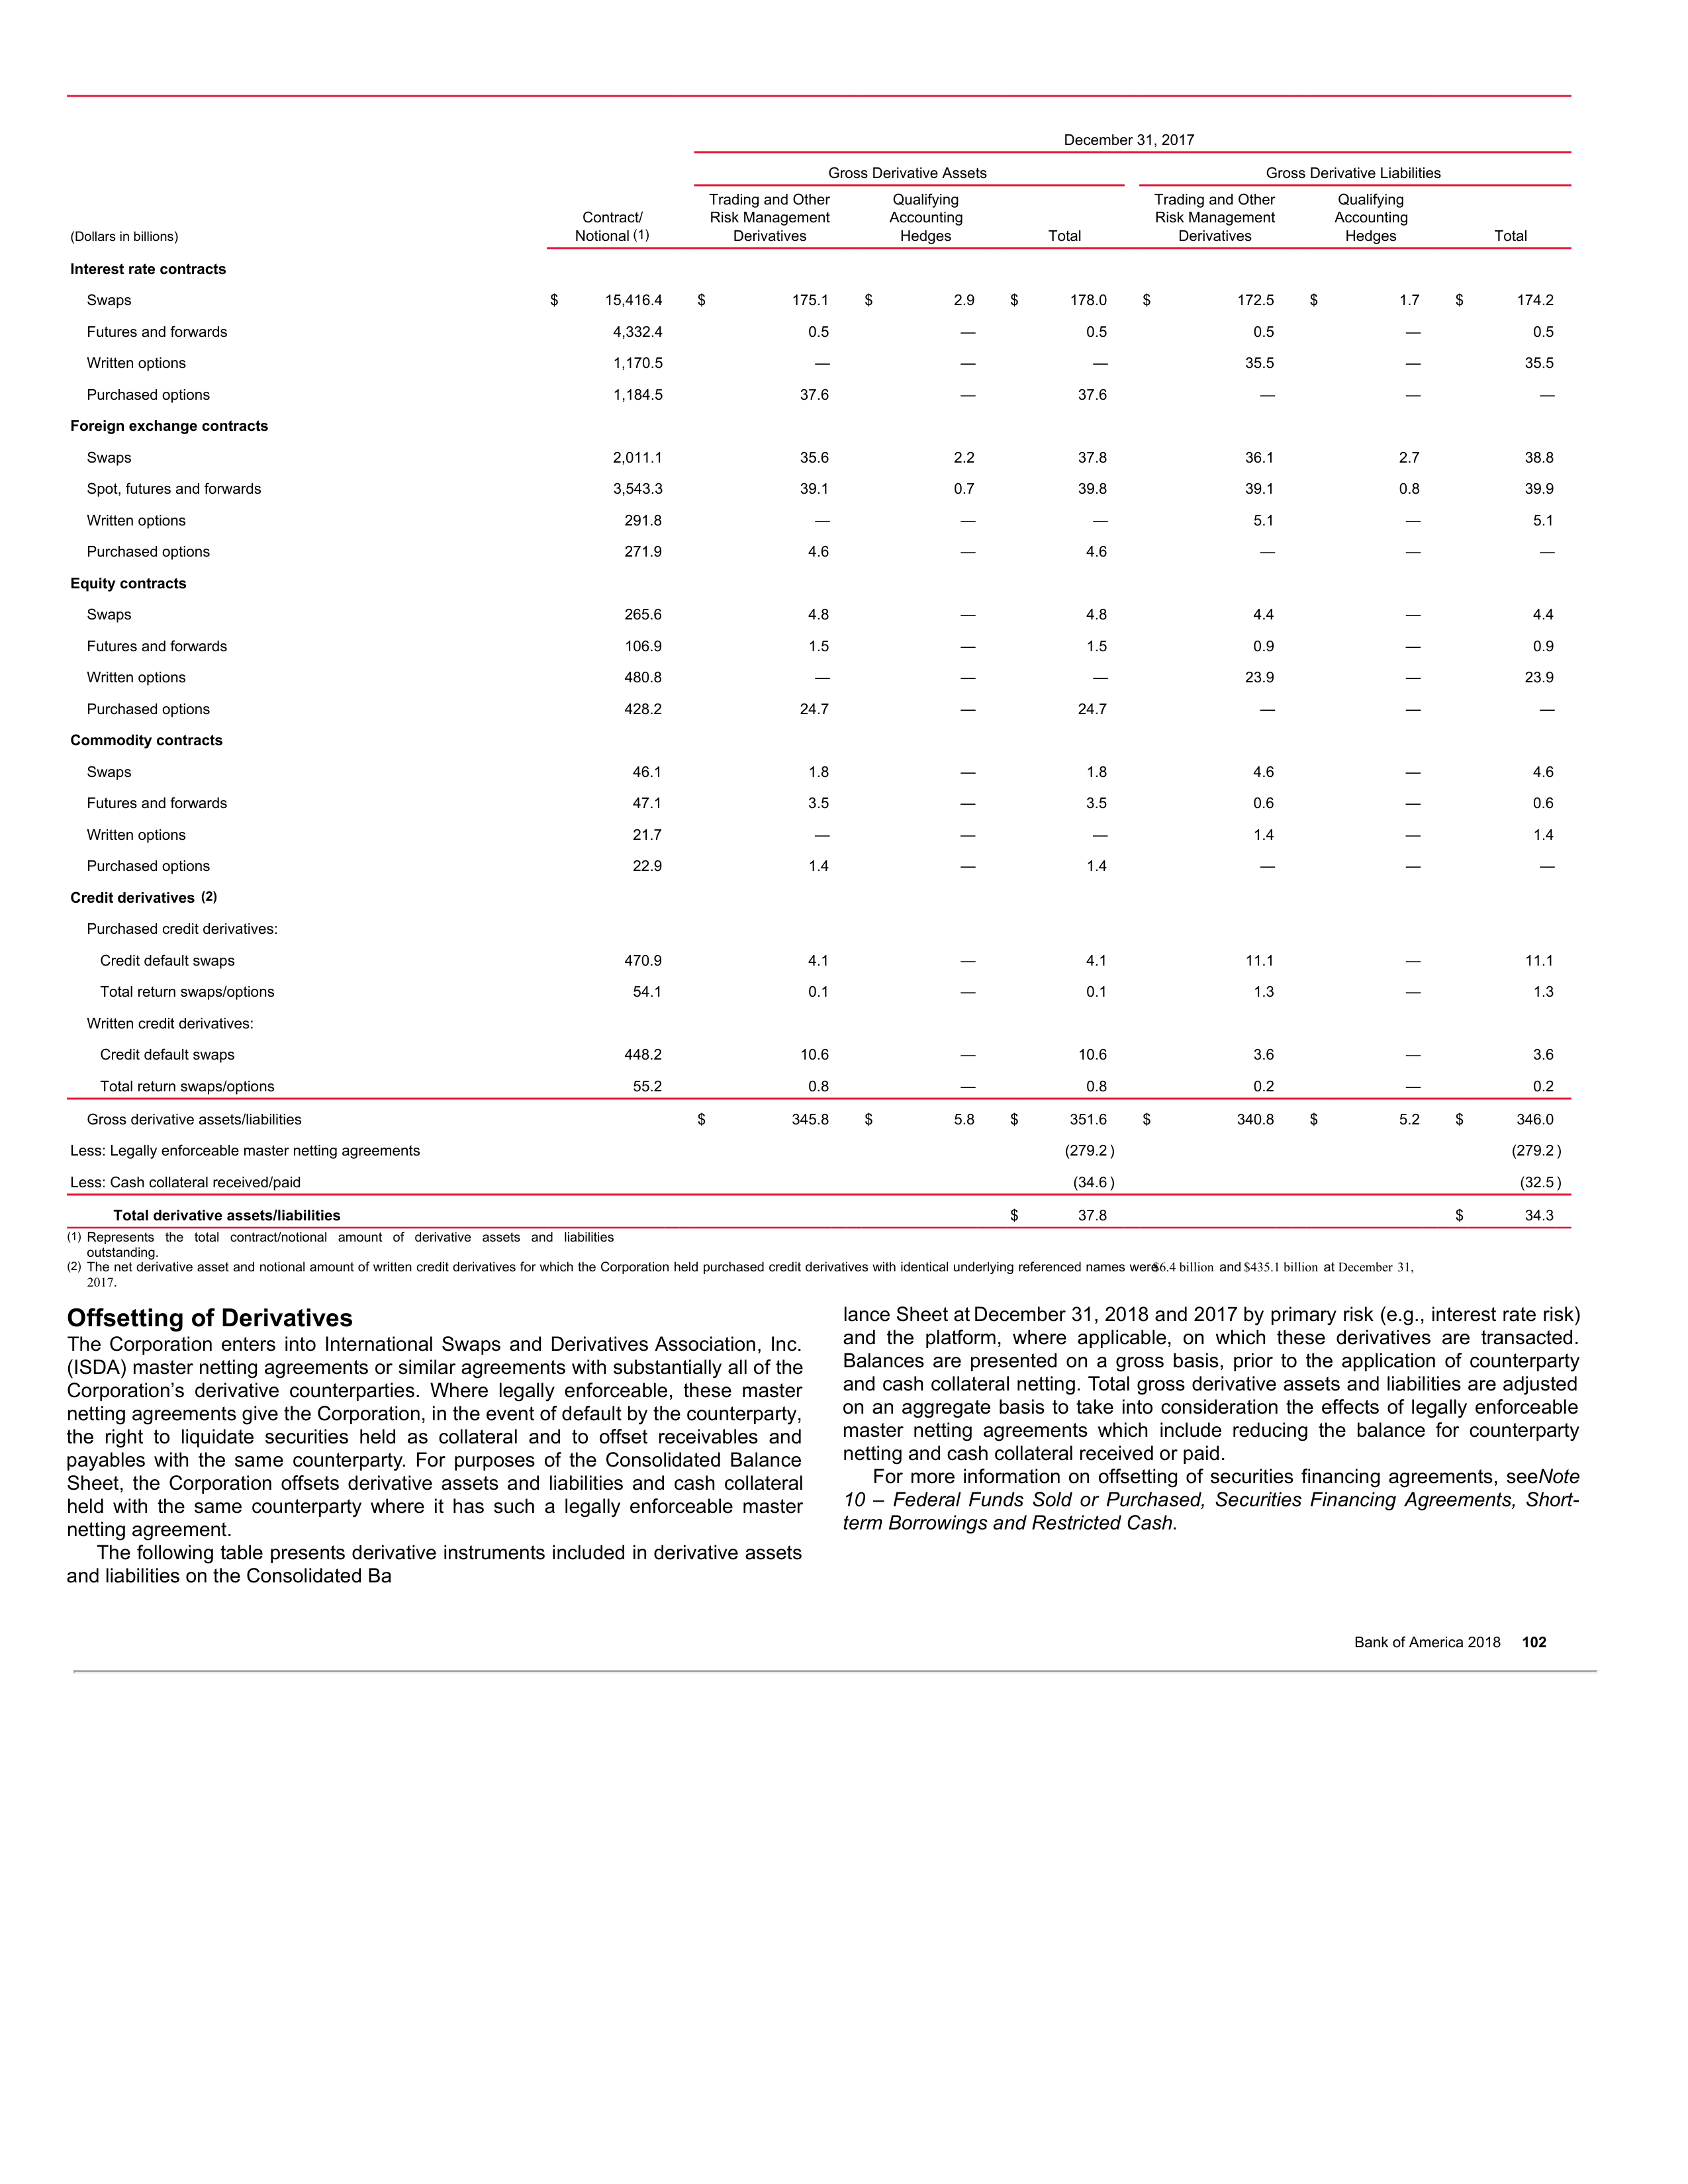 December 31, 2017
Gross Derivative Assets Gross Derivative Liabilities
(Dollars in billions) Contract/ Notional (1) Trading and Other Risk Management Derivatives Qualifying Accounting Hedges Total Trading and Other Risk Management Derivatives Qualifying Accounting Hedges Total
Interest rate contracts
Swaps $ 15,416.4 $ 175.1 $ 2.9 $ 178.0 $ 172.5 $ 1.7 $ 174.2
Futures and forwards 4,332.4 0.5 — 0.5 0.5 — 0.5
Written options 1,170.5 — — — 35.5 — 35.5
Purchased options 1,184.5 37.6 — 37.6 — — —
Foreign exchange contracts
Swaps 2,011.1 35.6 2.2 37.8 36.1 2.7 38.8
Spot, futures and forwards 3,543.3 39.1 0.7 39.8 39.1 0.8 39.9
Written options 291.8 — — — 5.1 — 5.1
Purchased options 271.9 4.6 — 4.6 — — —
Equity contracts
Swaps 265.6 4.8 — 4.8 4.4 — 4.4
Futures and forwards 106.9 1.5 — 1.5 0.9 — 0.9
Written options 480.8 — — — 23.9 — 23.9
Purchased options 428.2 24.7 — 24.7 — — —
Commodity contracts
Swaps 46.1 1.8 — 1.8 4.6 — 4.6
Futures and forwards 47.1 3.5 — 3.5 0.6 — 0.6
Written options 21.7 — — — 1.4 — 1.4
Purchased options 22.9 1.4 — 1.4 — — —
Credit derivatives (2)
Purchased credit derivatives:
Credit default swaps 470.9 4.1 — 4.1 11.1 — 11.1
Total return swaps/options 54.1 0.1 — 0.1 1.3 — 1.3
Written credit derivatives:
Credit default swaps 448.2 10.6 — 10.6 3.6 — 3.6
Total return swaps/options 55.2 0.8 — 0.8 0.2 — 0.2
Gross derivative assets/liabilities $ 345.8 $ 5.8 $ 351.6 $ 340.8 $ 5.2 $ 346.0
Less: Legally enforceable master netting agreements (279.2) (279.2)
Less: Cash collateral received/paid (34.6) (32.5)
Total derivative assets/liabilities $ 37.8 $ 34.3
(1) Represents the total contract/notional amount of derivative assets and liabilities
outstanding.
(2) The net derivative asset and notional amount of written credit derivatives for which the Corporation held purchased credit derivatives with identical underlying referenced names were $6.4 billion and $435.1 billion at December 31,
2017.
Offsetting of Derivatives
The Corporation enters into International Swaps and Derivatives Association, Inc.
(ISDA) master netting agreements or similar agreements with substantially all of the
Corporation's derivative counterparties. Where legally enforceable, these master
netting agreements give the Corporation, in the event of default by the counterparty,
the right to liquidate securities held as collateral and to offset receivables and
payables with the same counterparty. For purposes of the Consolidated Balance
Sheet, the Corporation offsets derivative assets and liabilities and cash collateral
held with the same counterparty where it has such a legally enforceable master
netting agreement.
The following table presents derivative instruments included in derivative assets
and liabilities on the Consolidated Ba
lance Sheet at December 31, 2018 and 2017 by primary risk (e.g., interest rate risk)
and the platform, where applicable, on which these derivatives are transacted.
Balances are presented on a gross basis, prior to the application of counterparty
and cash collateral netting. Total gross derivative assets and liabilities are adjusted
on an aggregate basis to take into consideration the effects of legally enforceable
master netting agreements which include reducing the balance for counterparty
netting and cash collateral received or paid.
For more information on offsetting of securities financing agreements, seeNote
10 – Federal Funds Sold or Purchased, Securities Financing Agreements, Short-
term Borrowings and Restricted Cash.
Bank of America 2018 102